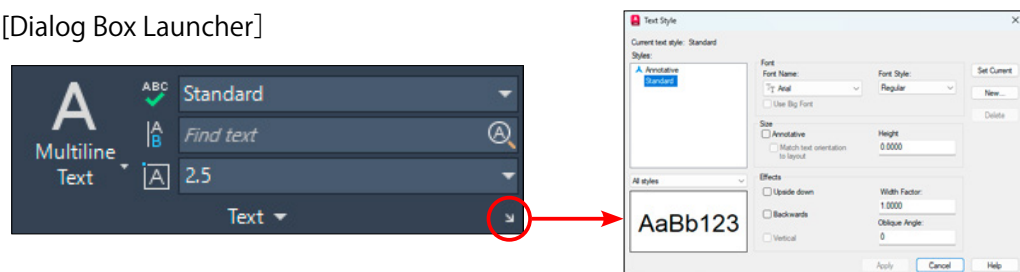 [Dialog Box Launcher]
A
Multiline
Text
ABC
Standard
A
B
Find text
A
A
2.5
Text
Text Style
Current text style: Standard
Styles:
Annotative
Standard
All styles
AaBb123
Font
Font Name:
Arial
Use Big Font
Font Style:
Regular
Size
Annotative
Match text orientation
to layout
Height
0.0000
Effects
Upside down
Backwards
Vertical
Width Factor:
1.0000
Oblique Angle:
0
Set Current
New...
Delete
Apply
Cancel
Help